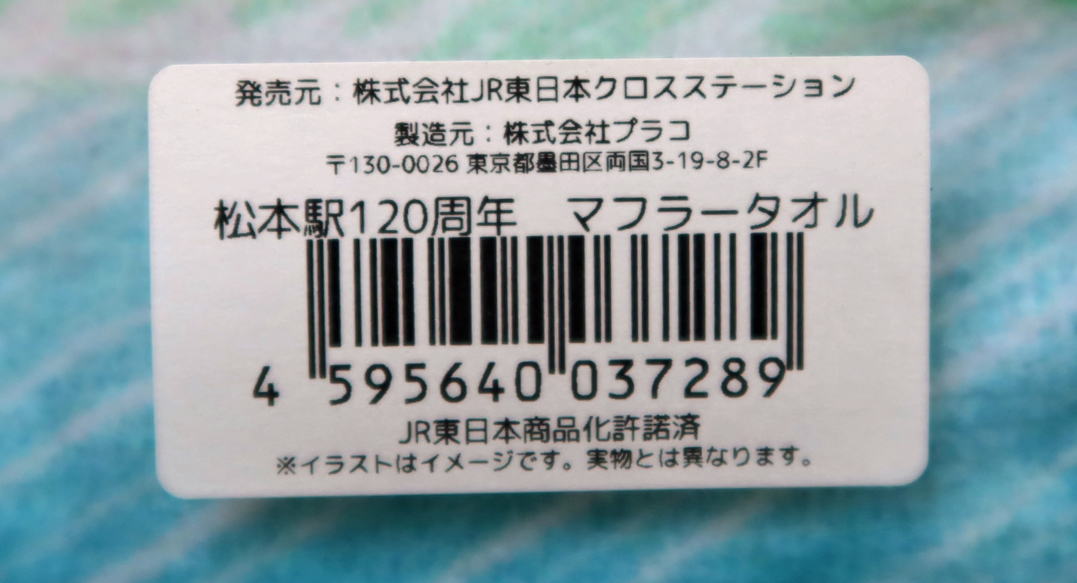 発売元：株式会社JR東日本クロスステーション
製造元：株式会社プラコ
〒130-0026 東京都墨田区両国3-19-8-2F
松本駅120周年　マフラータオル
4 595640 037289
JR東日本商品化許諾済
※イラストはイメージです。実物とは異なります。